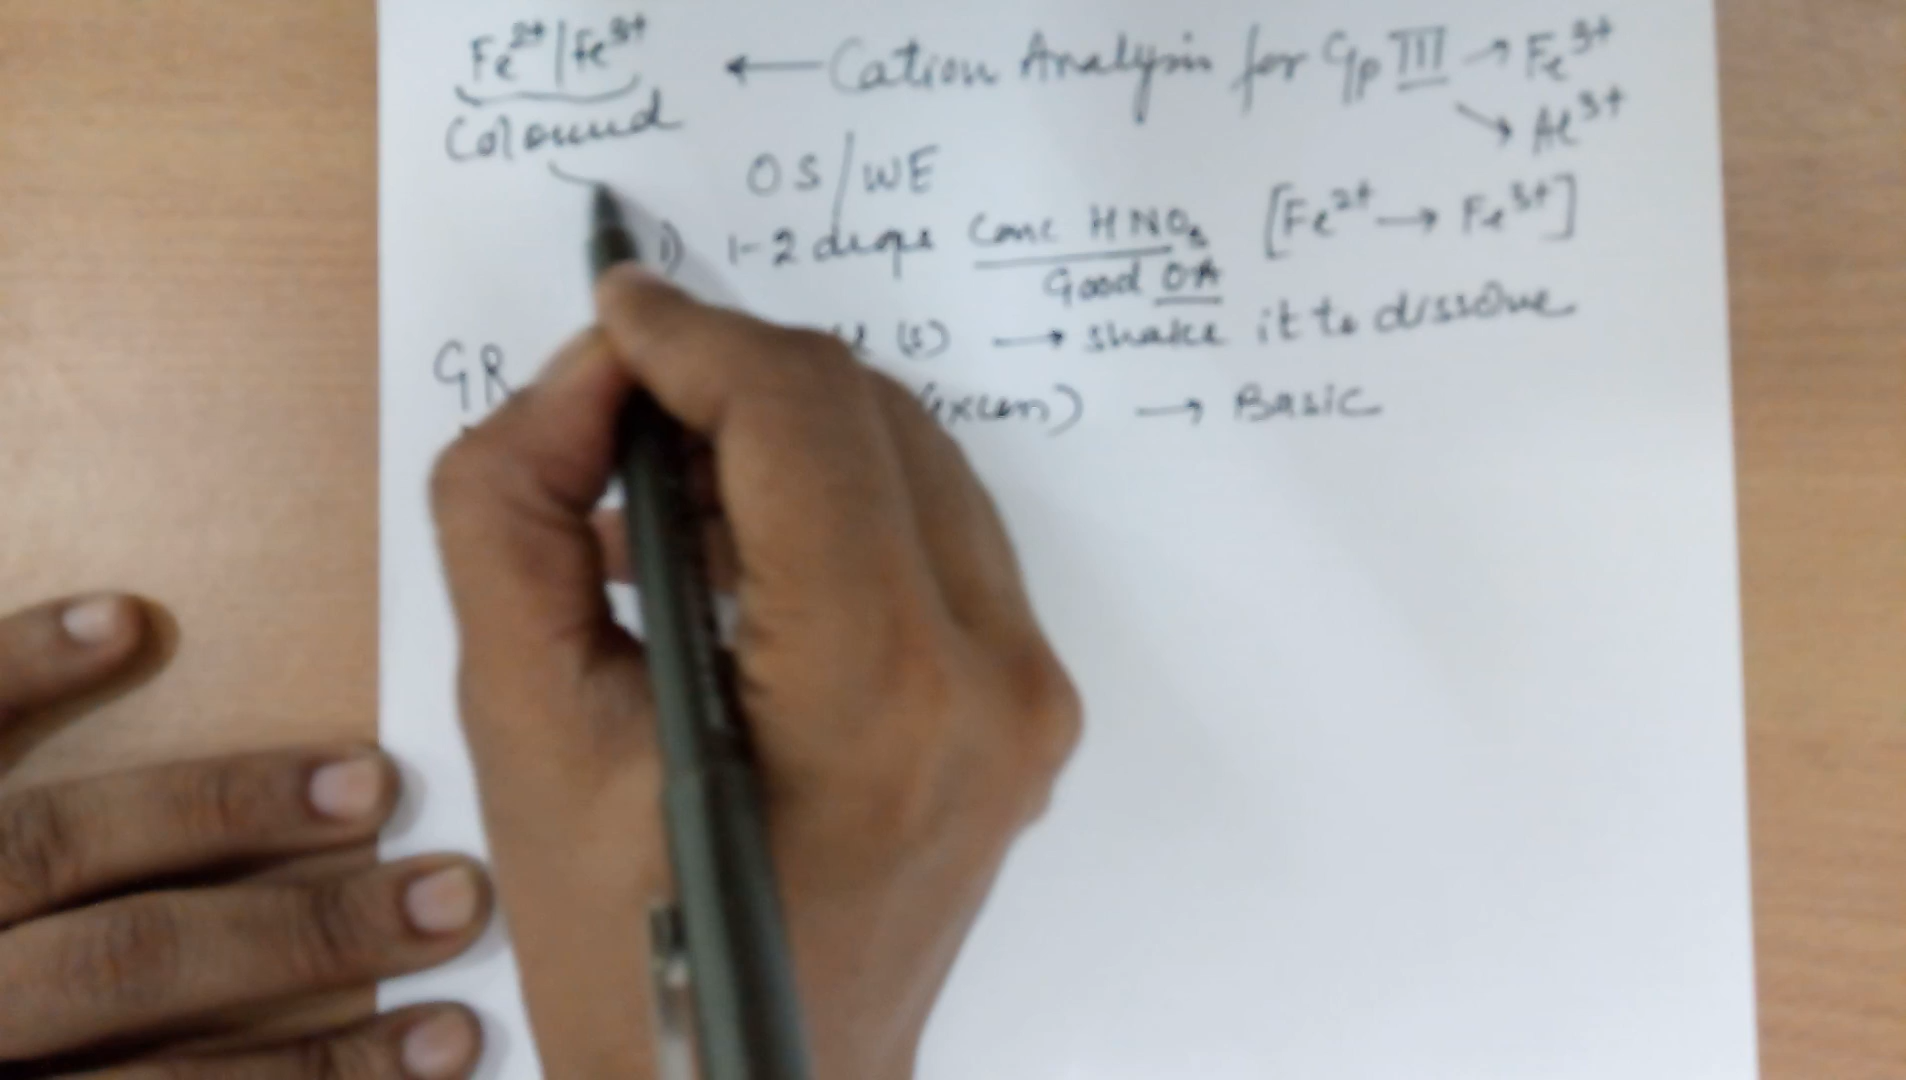 Fe2+/Fe3+ ← Cation Analysis for Gp III → Fe3+
Coloured ↘ Al3+
OS/WE
i) 1-2 drops Conc HNO3 [Fe2+ → Fe3+]
Good OA
(s) → shake it to dissolve
GR
(excess) → Basic